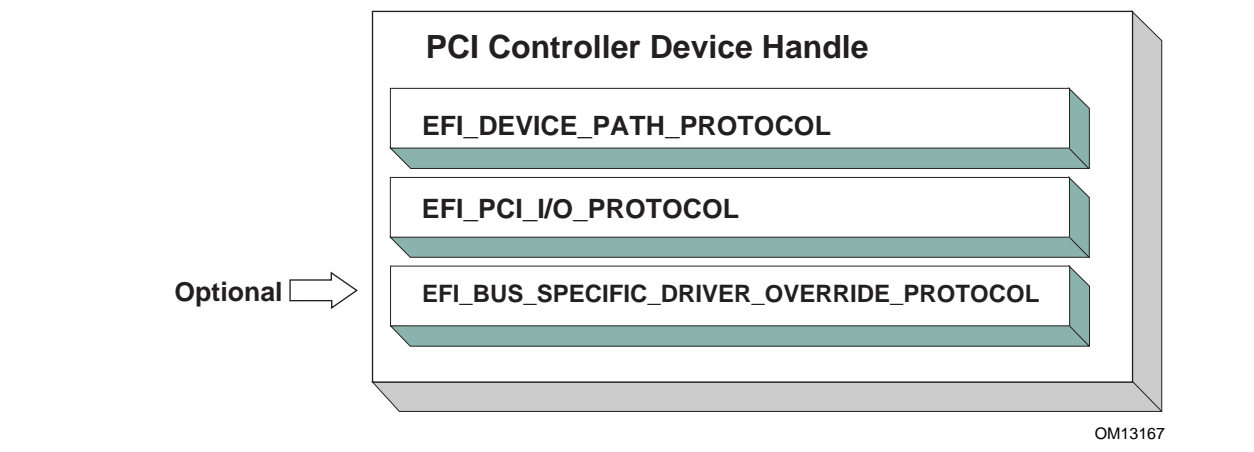 PCI Controller Device Handle
EFI_DEVICE_PATH_PROTOCOL
EFI_PCI_I/O_PROTOCOL
Optional
EFI_BUS_SPECIFIC_DRIVER_OVERRIDE_PROTOCOL
OM13167